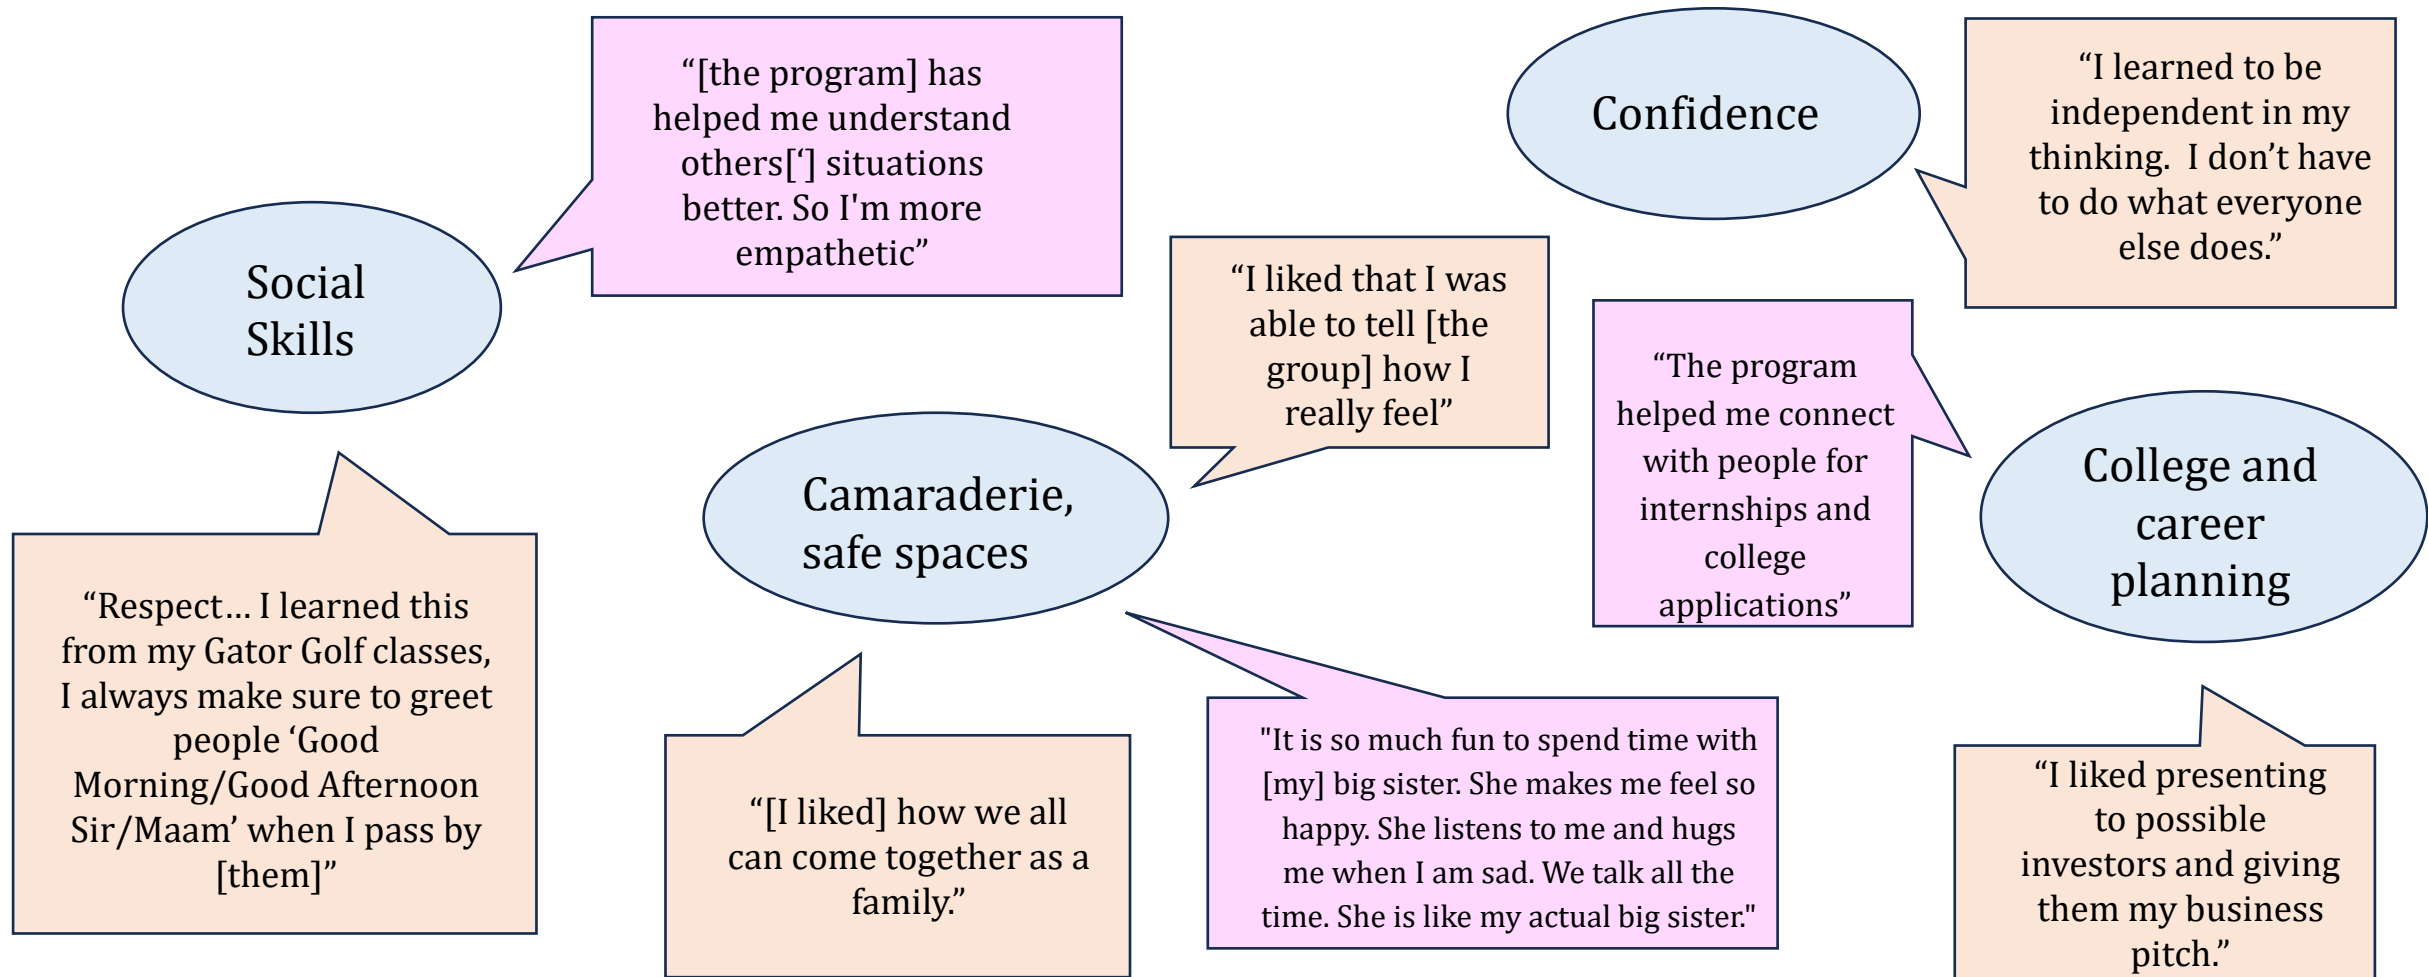 Social
Skills
“[the program] has
helped me understand
others[‘] situations
better. So I'm more
empathetic”
“Respect… I learned this
from my Gator Golf classes,
I always make sure to greet
people ‘Good
Morning/Good Afternoon
Sir/Maam’ when I pass by
[them]”
Camaraderie,
safe spaces
“I liked that I was
able to tell [the
group] how I
really feel”
“[I liked] how we all
can come together as a
family.”
"It is so much fun to spend time with
[my] big sister. She makes me feel so
happy. She listens to me and hugs
me when I am sad. We talk all the
time. She is like my actual big sister."
Confidence
“I learned to be
independent in my
thinking.  I don’t have
to do what everyone
else does.”
“The program
helped me connect
with people for
internships and
college
applications”
College and
career
planning
“I liked presenting
to possible
investors and giving
them my business
pitch.”